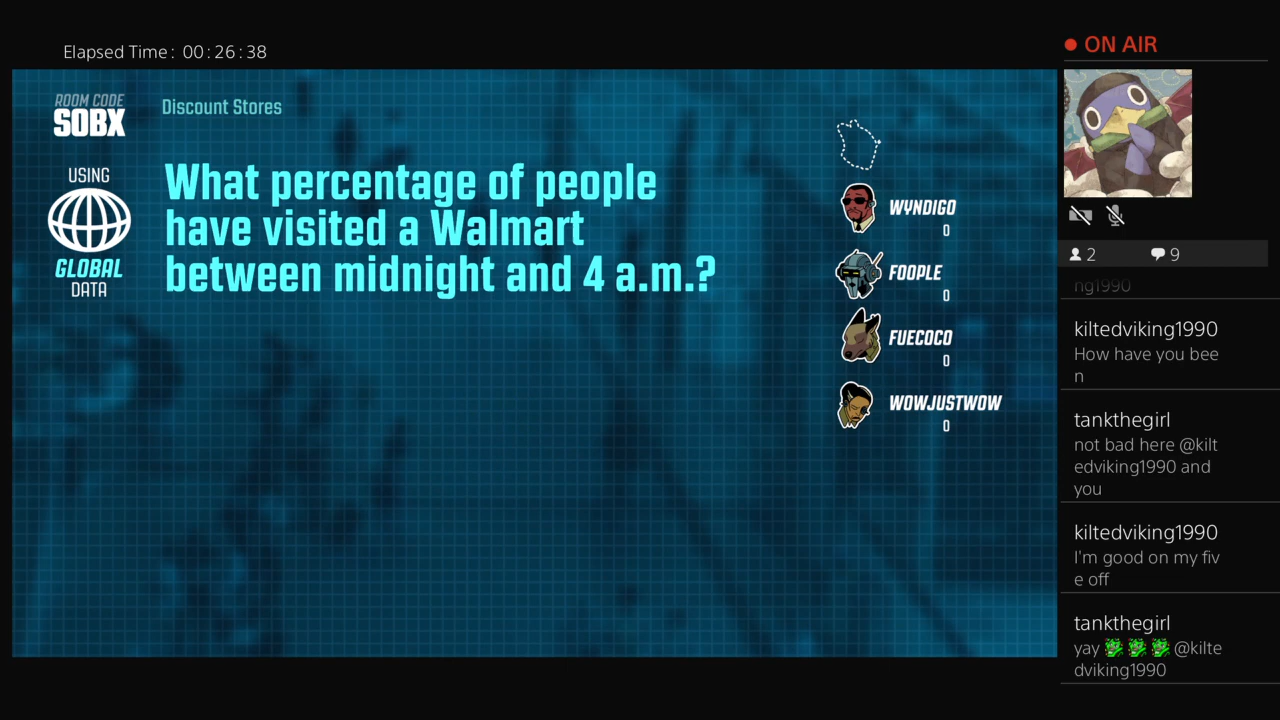 Elapsed Time: 00:26:38
ROOM CODE
SOBX
Discount Stores
USING
GLOBAL
DATA
What percentage of people
have visited a Walmart
between midnight and 4 a.m.?
WYNDIGO
0
FOOPLE
0
FUECOCO
0
WOWJUSTWOW
0
ON AIR
2
9
ng1990
kiltedviking1990
How have you bee
n
tankthegirl
not bad here @kilt
edviking1990 and
you
kiltedviking1990
I'm good on my fiv
e off
tankthegirl
yay @kilte
dviking1990